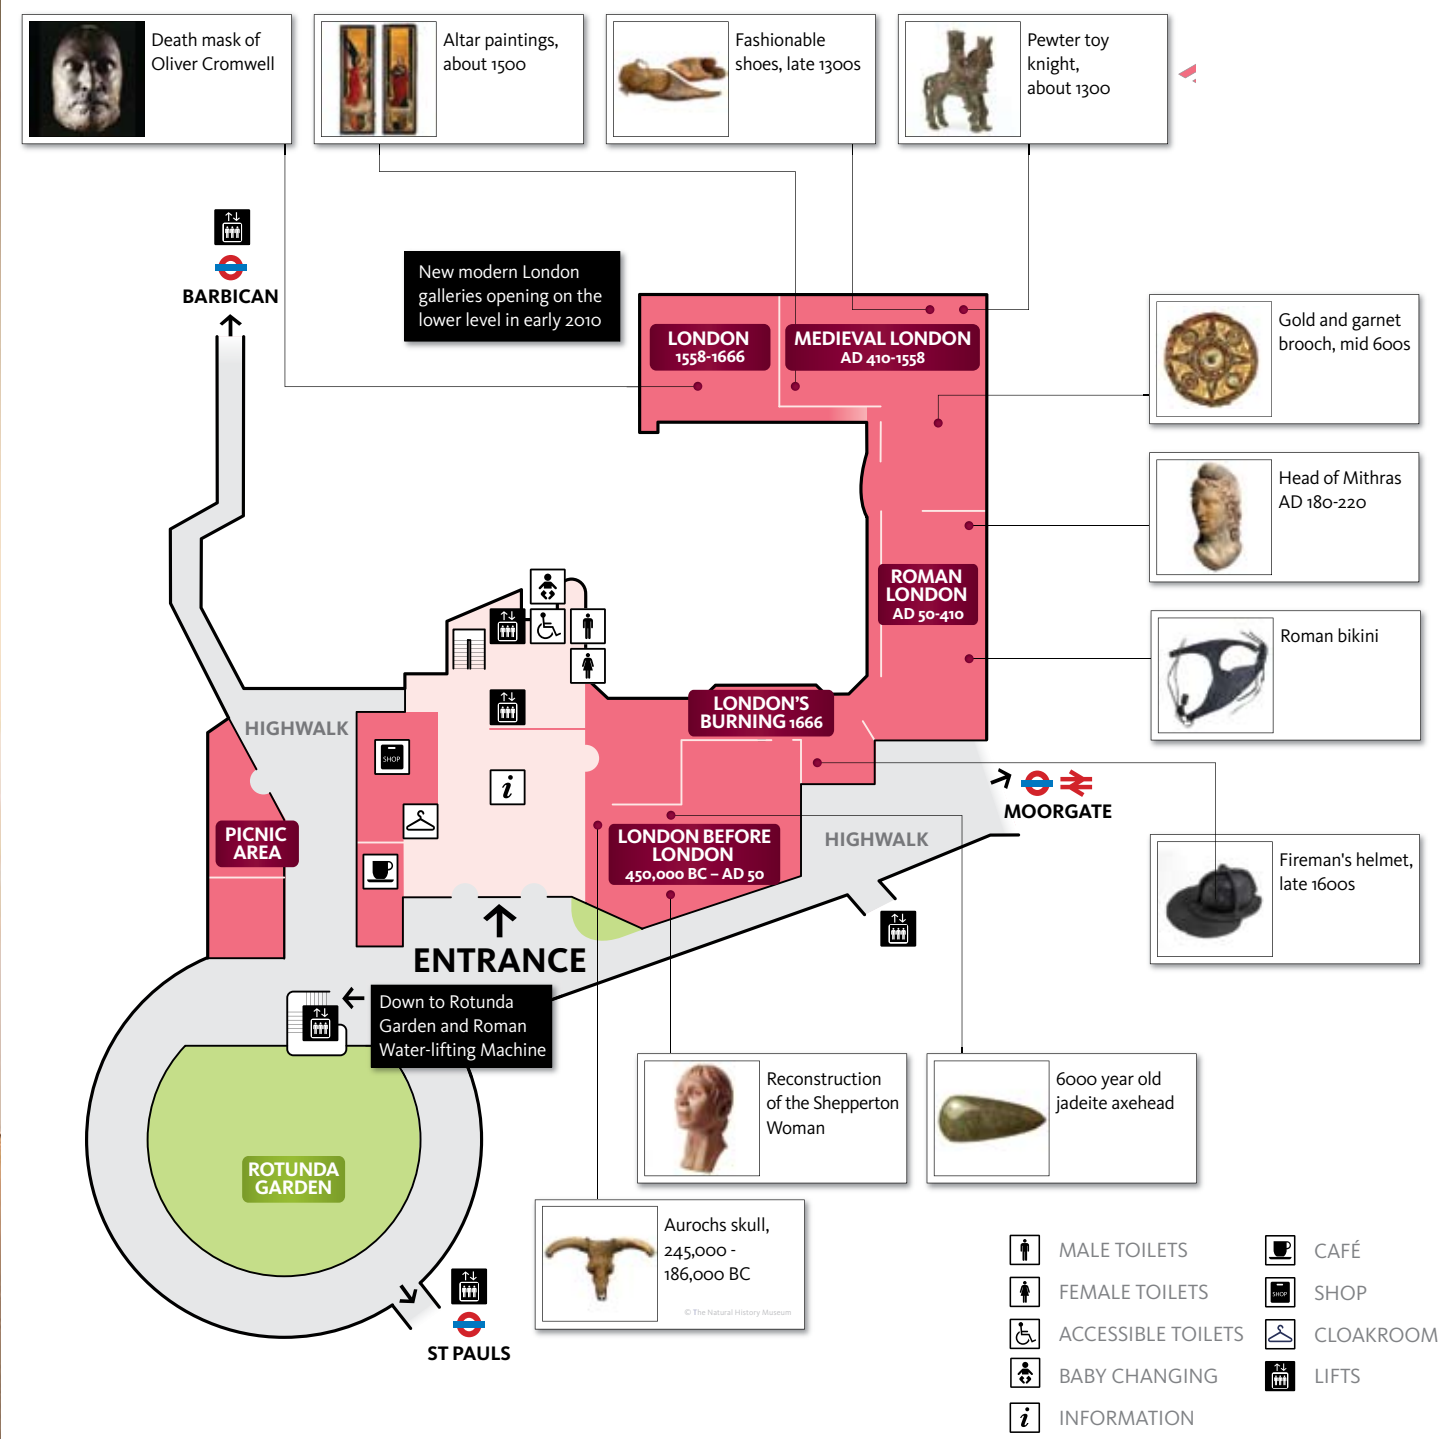 Death mask of
Oliver Cromwell
Altar paintings,
about 1500
Fashionable
shoes, late 1300s
Pewter toy
knight,
about 1300
BARBICAN
New modern London
galleries opening on the
lower level in early 2010
LONDON
1558-1666
MEDIEVAL LONDON
AD 410-1558
Gold and garnet
brooch, mid 600s
Head of Mithras
AD 180-220
ROMAN
LONDON
AD 50-410
Roman bikini
LONDON'S
BURNING 1666
HIGHWALK
SHOP
i
MOORGATE
PICNIC
AREA
LONDON BEFORE
LONDON
450,000 BC – AD 50
HIGHWALK
Fireman's helmet,
late 1600s
ENTRANCE
Down to Rotunda
Garden and Roman
Water-lifting Machine
Reconstruction
of the Shepperton
Woman
6000 year old
jadeite axehead
ROTUNDA
GARDEN
Aurochs skull,
245,000 -
186,000 BC
© The Natural History Museum
ST PAULS
MALE TOILETS
FEMALE TOILETS
ACCESSIBLE TOILETS
BABY CHANGING
i INFORMATION
CAFÉ
SHOP SHOP
CLOAKROOM
LIFTS